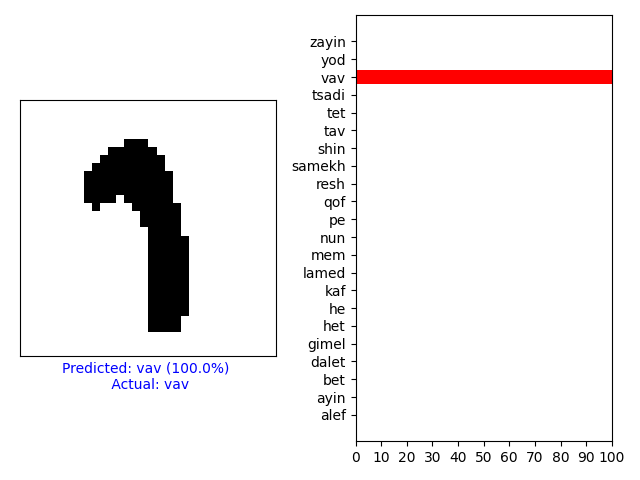 ו
Predicted: vav (100.0%)
Actual: vav
zayin
yod
vav
tsadi
tet
tav
shin
samekh
resh
qof
pe
nun
mem
lamed
kaf
he
het
gimel
dalet
bet
ayin
alef
0 10 20 30 40 50 60 70 80 90 100